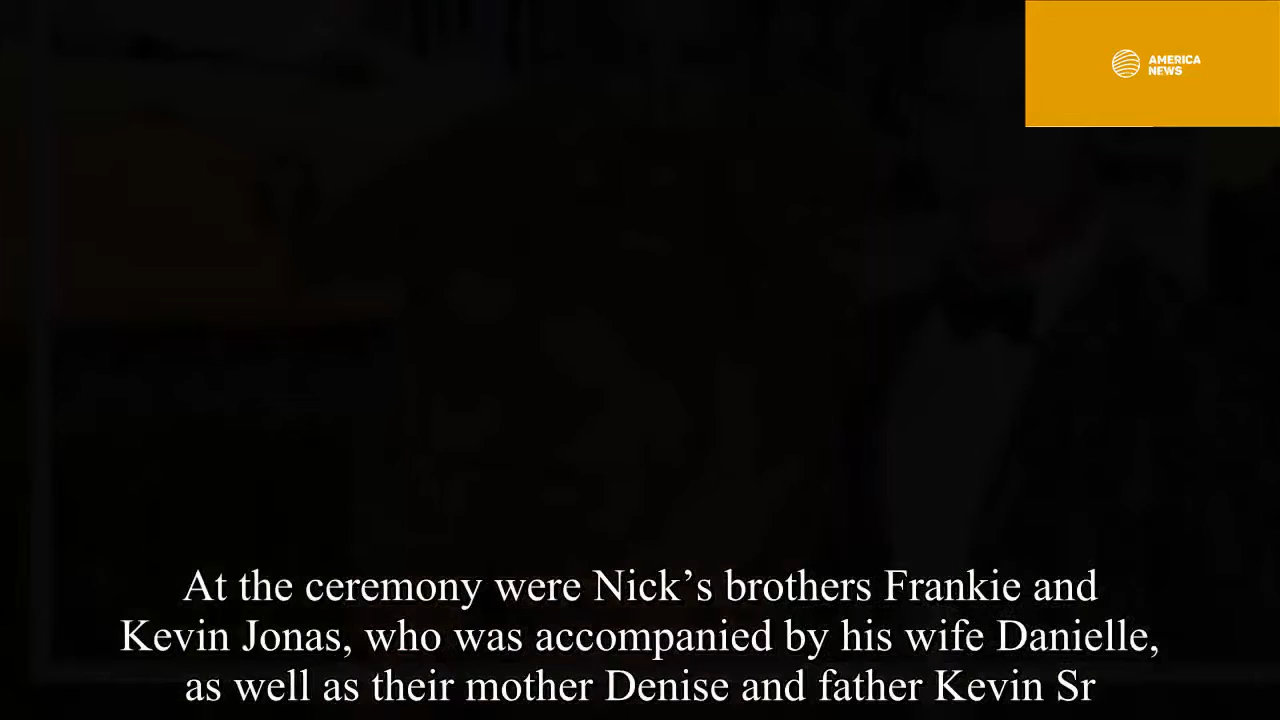 AMERICA
NEWS
At the ceremony were Nick’s brothers Frankie and
Kevin Jonas, who was accompanied by his wife Danielle,
as well as their mother Denise and father Kevin Sr